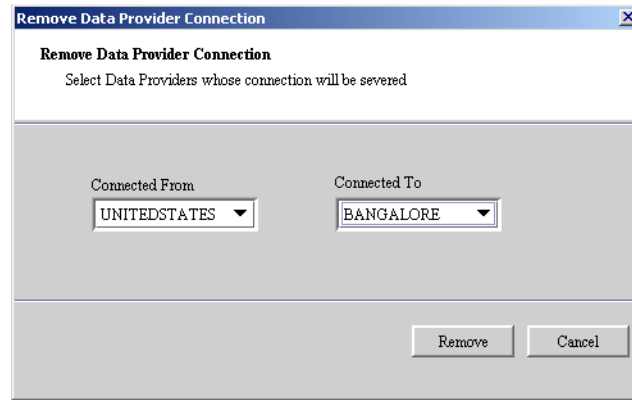 Remove Data Provider Connection
Remove Data Provider Connection
Select Data Providers whose connection will be severed
Connected From
Connected To
UNITEDSTATES
BANGALORE
Remove
Cancel